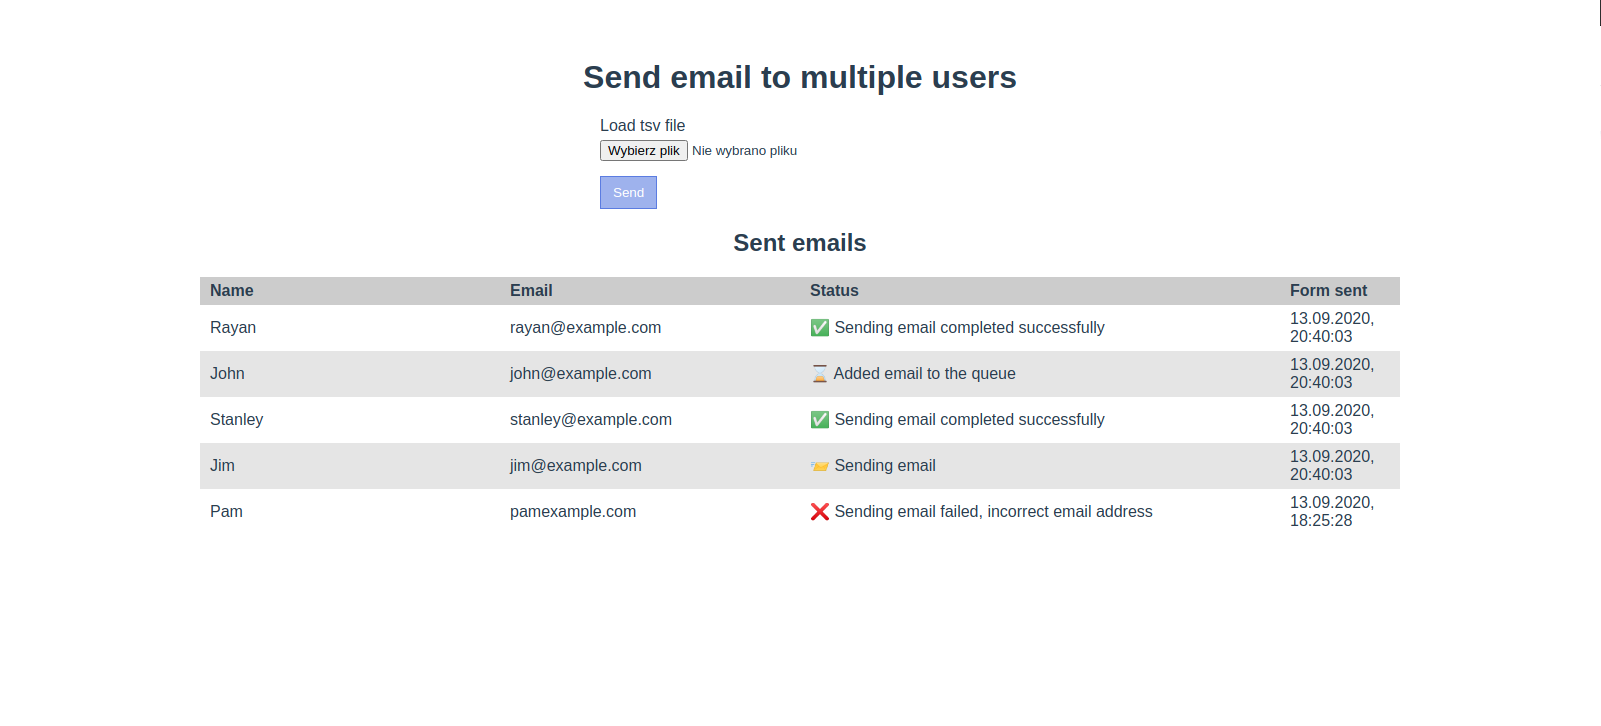 Send email to multiple users
Load tsv file
Wybierz plik Nie wybrano pliku
Send
Sent emails
Name Email Status Form sent
Rayan rayan@example.com ✅ Sending email completed successfully 13.09.2020,
20:40:03
John john@example.com ⌛ Added email to the queue 13.09.2020,
20:40:03
Stanley stanley@example.com ✅ Sending email completed successfully 13.09.2020,
20:40:03
Jim jim@example.com 📨 Sending email 13.09.2020,
20:40:03
Pam pamexample.com ❌ Sending email failed, incorrect email address 13.09.2020,
18:25:28